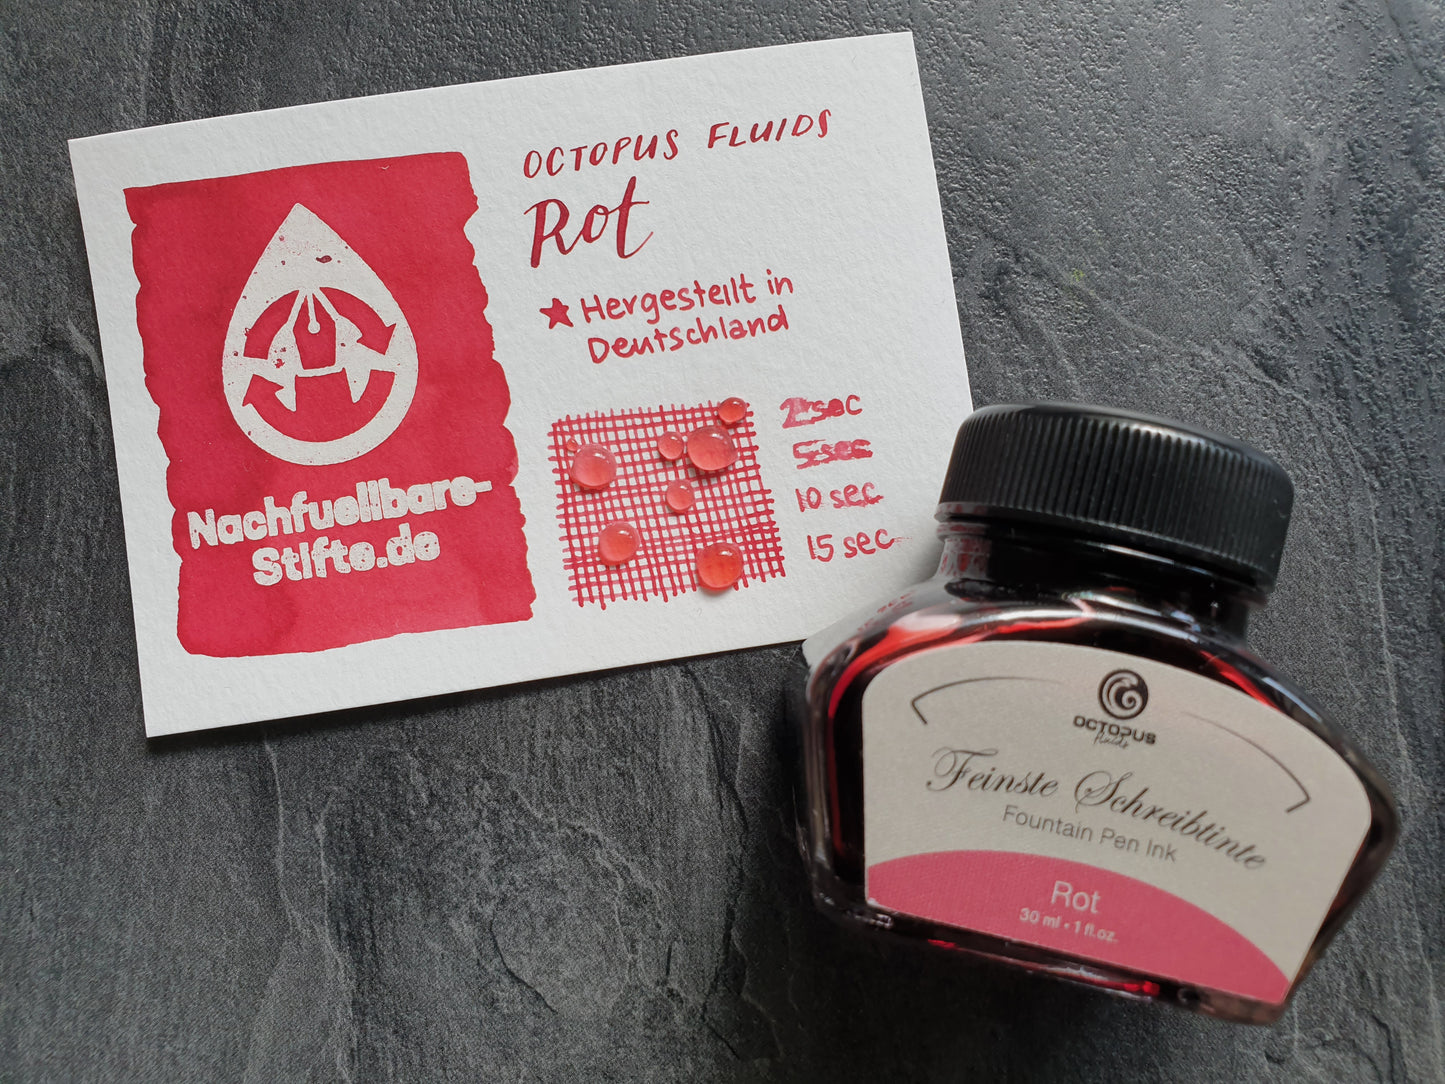 OCTOPUS FLUIDS
Rot
Hergestellt in
Deutschland
2 sec
5 sec
10 sec
15 sec
Nachfuellbare-
Stifte.de
OCTOPUS
fluids
Feinste Schreibtinte
Fountain Pen Ink
Rot
30 ml • 1 fl.oz.